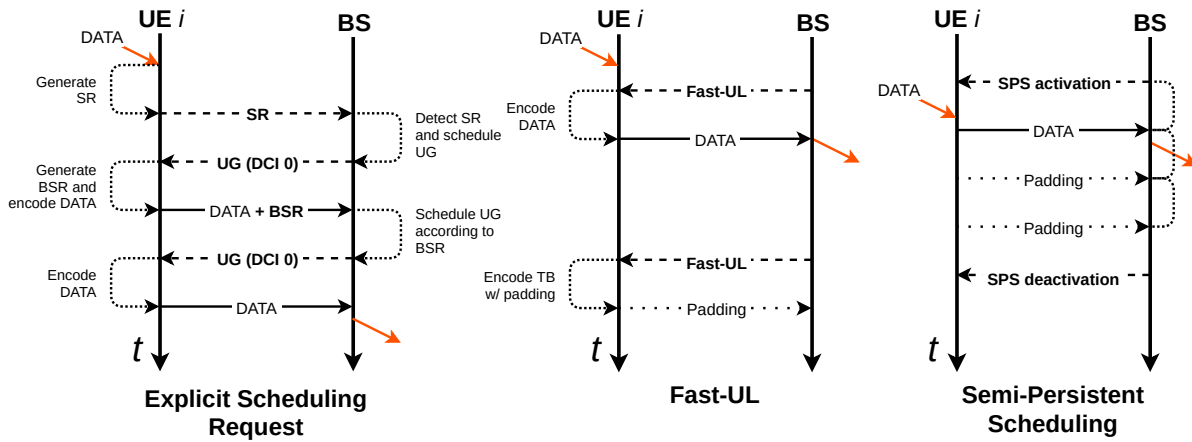 UE i
BS
DATA
Generate
SR
SR
Detect SR
and schedule
UG
UG (DCI 0)
Generate
BSR and
encode DATA
DATA + BSR
Schedule UG
according to
BSR
UG (DCI 0)
Encode
DATA
DATA
t
Explicit Scheduling
Request
UE i
BS
DATA
Fast-UL
Encode
DATA
DATA
Fast-UL
Encode TB
w/ padding
Padding
t
Fast-UL
UE i
BS
SPS activation
DATA
DATA
Padding
Padding
SPS deactivation
t
Semi-Persistent
Scheduling